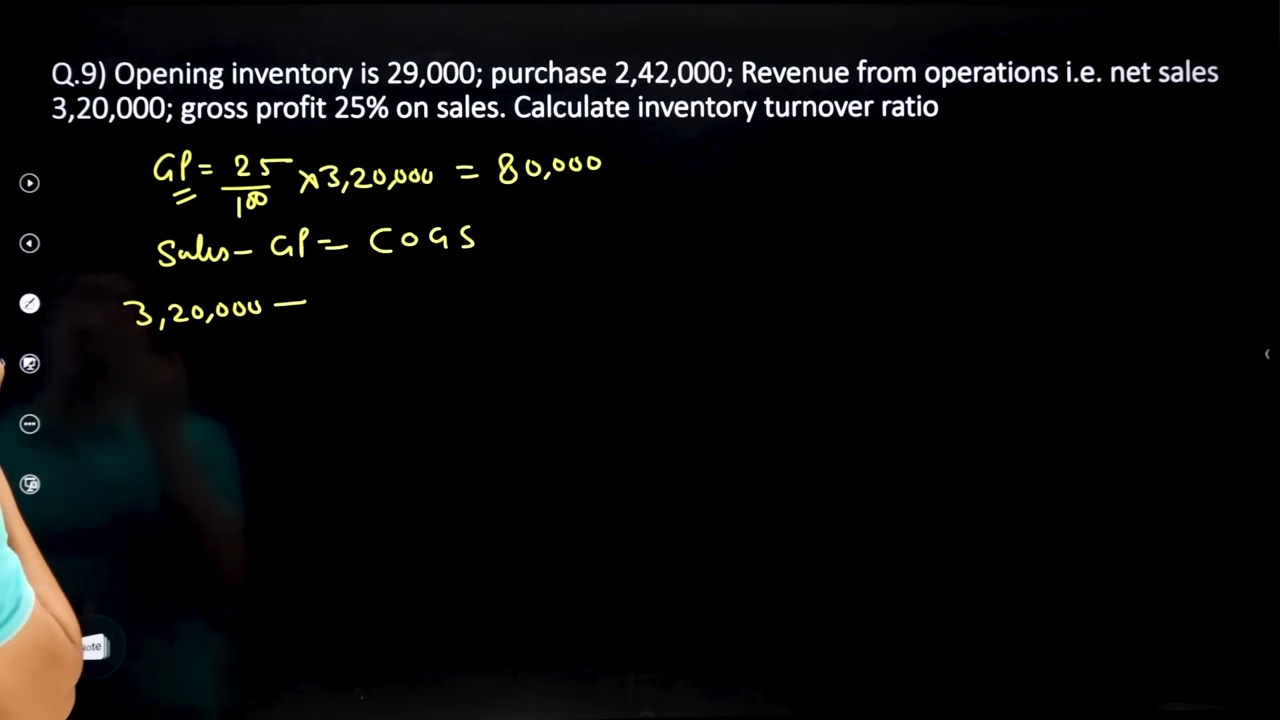 Q.9) Opening inventory is 29,000; purchase 2,42,000; Revenue from operations i.e. net sales
3,20,000; gross profit 25% on sales. Calculate inventory turnover ratio
GP = 25/100 × 3,20,000 = 80,000
Sales - GP = COGS
3,20,000 -
ote